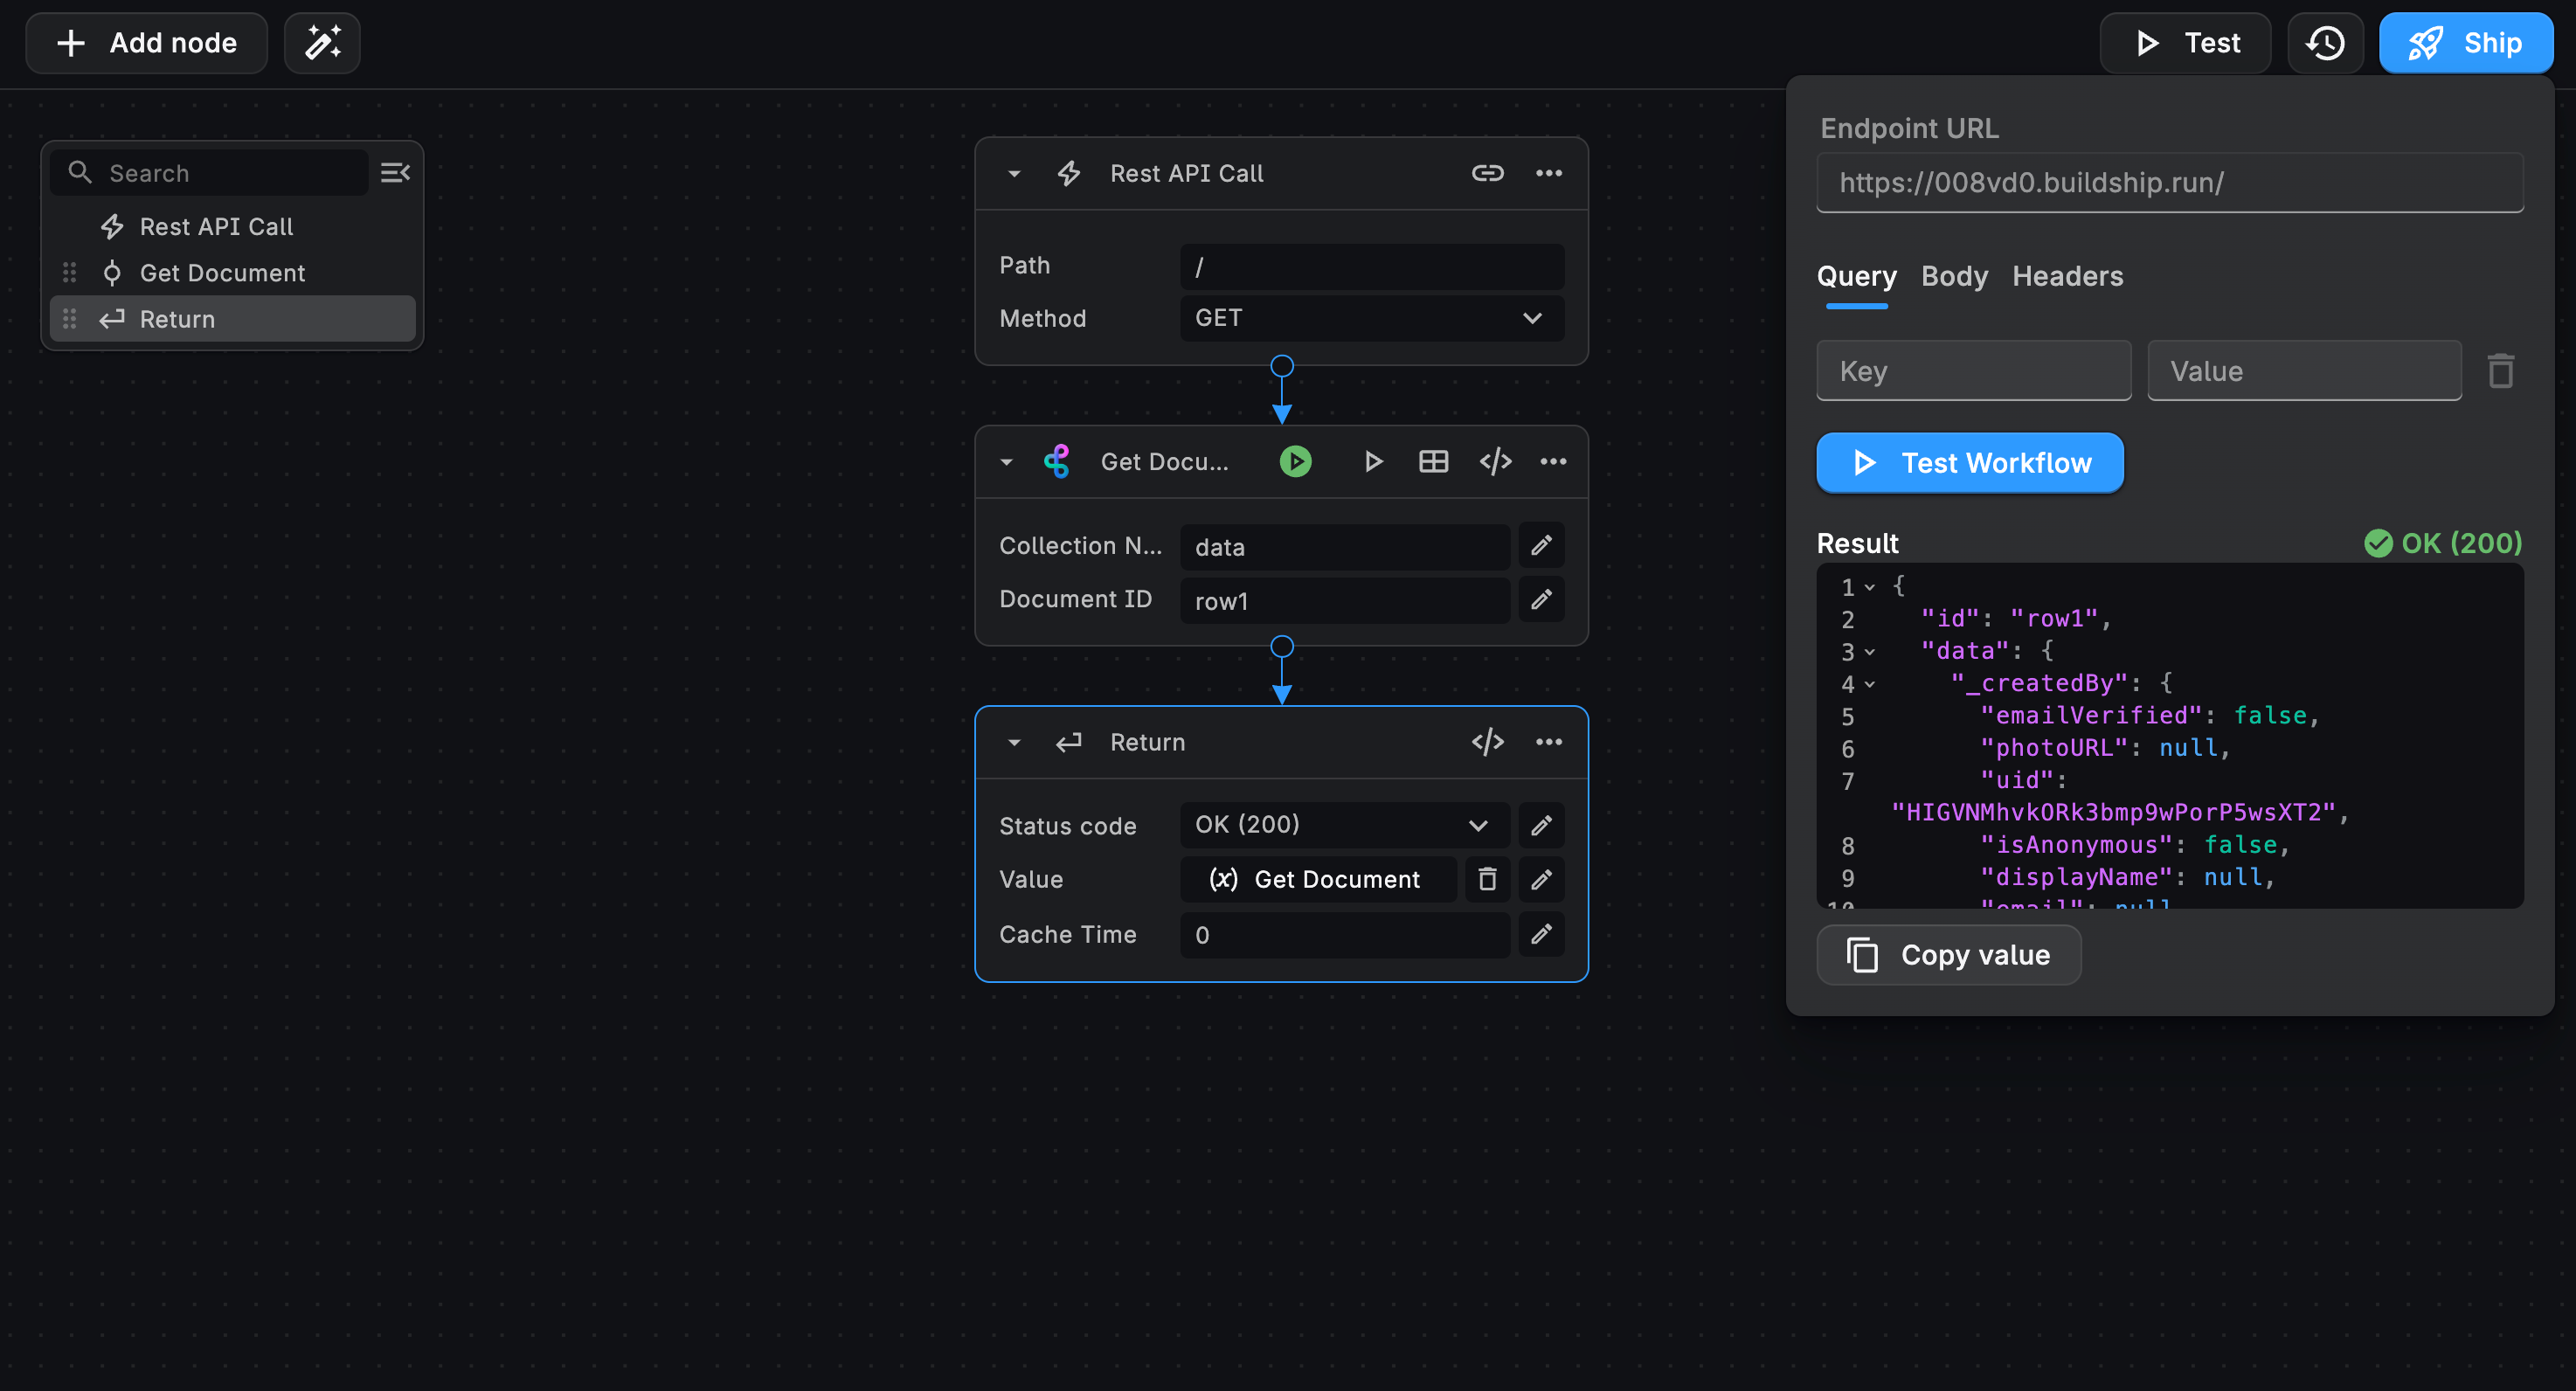 Add node
Test
Ship
Search
Rest API Call
Get Document
Return
Rest API Call
Path
/
Method
GET
Get Docu...
Collection N...
data
Document ID
row1
Return
Status code
OK (200)
Value
(x) Get Document
Cache Time
0
Endpoint URL
https://008vd0.buildship.run/
Query Body Headers
Key
Value
Test Workflow
Result
OK (200)
1 {
2 "id": "row1",
3 "data": {
4 "_createdBy": {
5 "emailVerified": false,
6 "photoURL": null,
7 "uid":
"HIGVNMhvkORk3bmp9wPorP5wsXT2",
8 "isAnonymous": false,
9 "displayName": null,
10 "email": null
Copy value